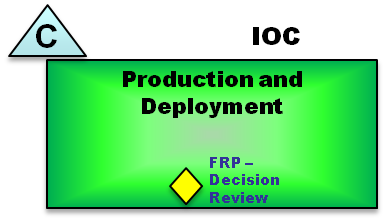 C
IOC
Production and
Deployment
FRP –
Decision
Review